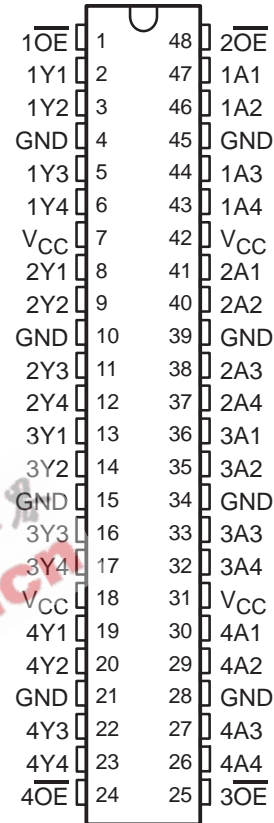 1O̅E̅ 1 48 2O̅E̅
1Y1 2 47 1A1
1Y2 3 46 1A2
GND 4 45 GND
1Y3 5 44 1A3
1Y4 6 43 1A4
VCC 7 42 VCC
2Y1 8 41 2A1
2Y2 9 40 2A2
GND 10 39 GND
2Y3 11 38 2A3
2Y4 12 37 2A4
3Y1 13 36 3A1
3Y2 14 35 3A2
GND 15 34 GND
3Y3 16 33 3A3
3Y4 17 32 3A4
VCC 18 31 VCC
4Y1 19 30 4A1
4Y2 20 29 4A2
GND 21 28 GND
4Y3 22 27 4A3
4Y4 23 26 4A4
4O̅E̅ 24 25 3O̅E̅